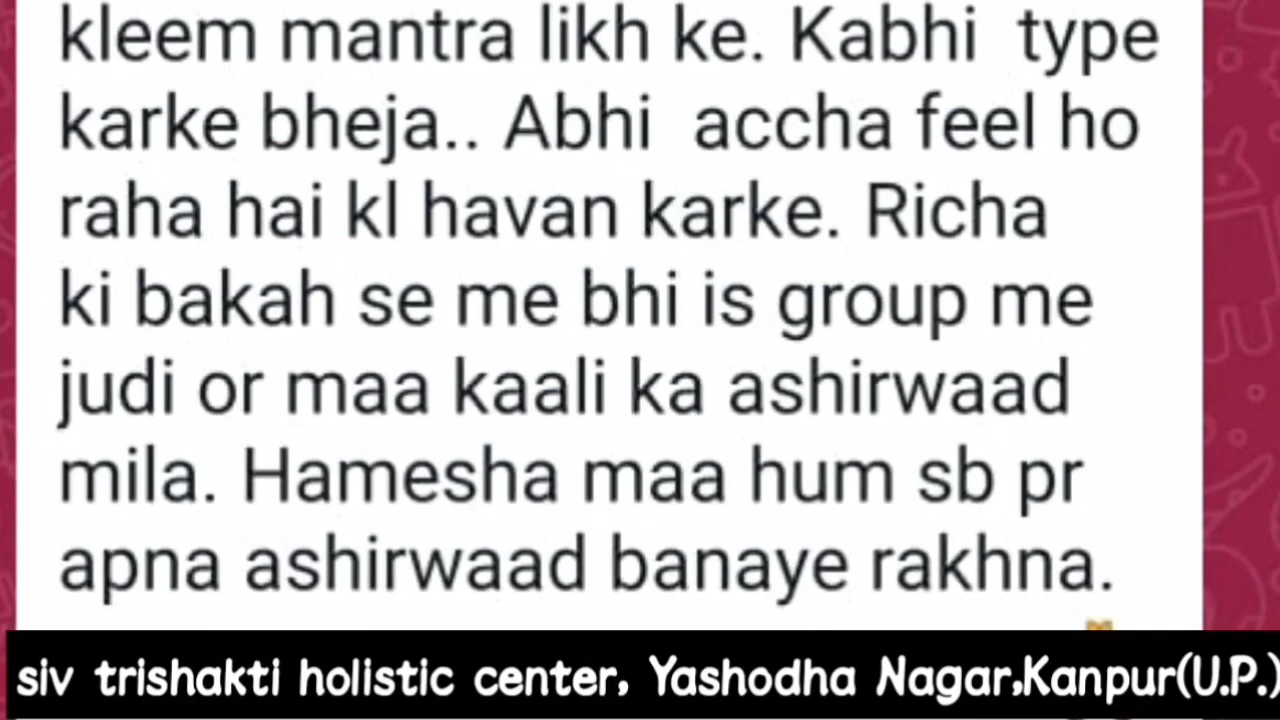 kleem mantra likh ke. Kabhi type
karke bheja.. Abhi accha feel ho
raha hai kl havan karke. Richa
ki bakah se me bhi is group me
judi or maa kaali ka ashirwaad
mila. Hamesha maa hum sb pr
apna ashirwaad banaye rakhna.
siv trishakti holistic center, Yashodha Nagar,Kanpur(U.P.)